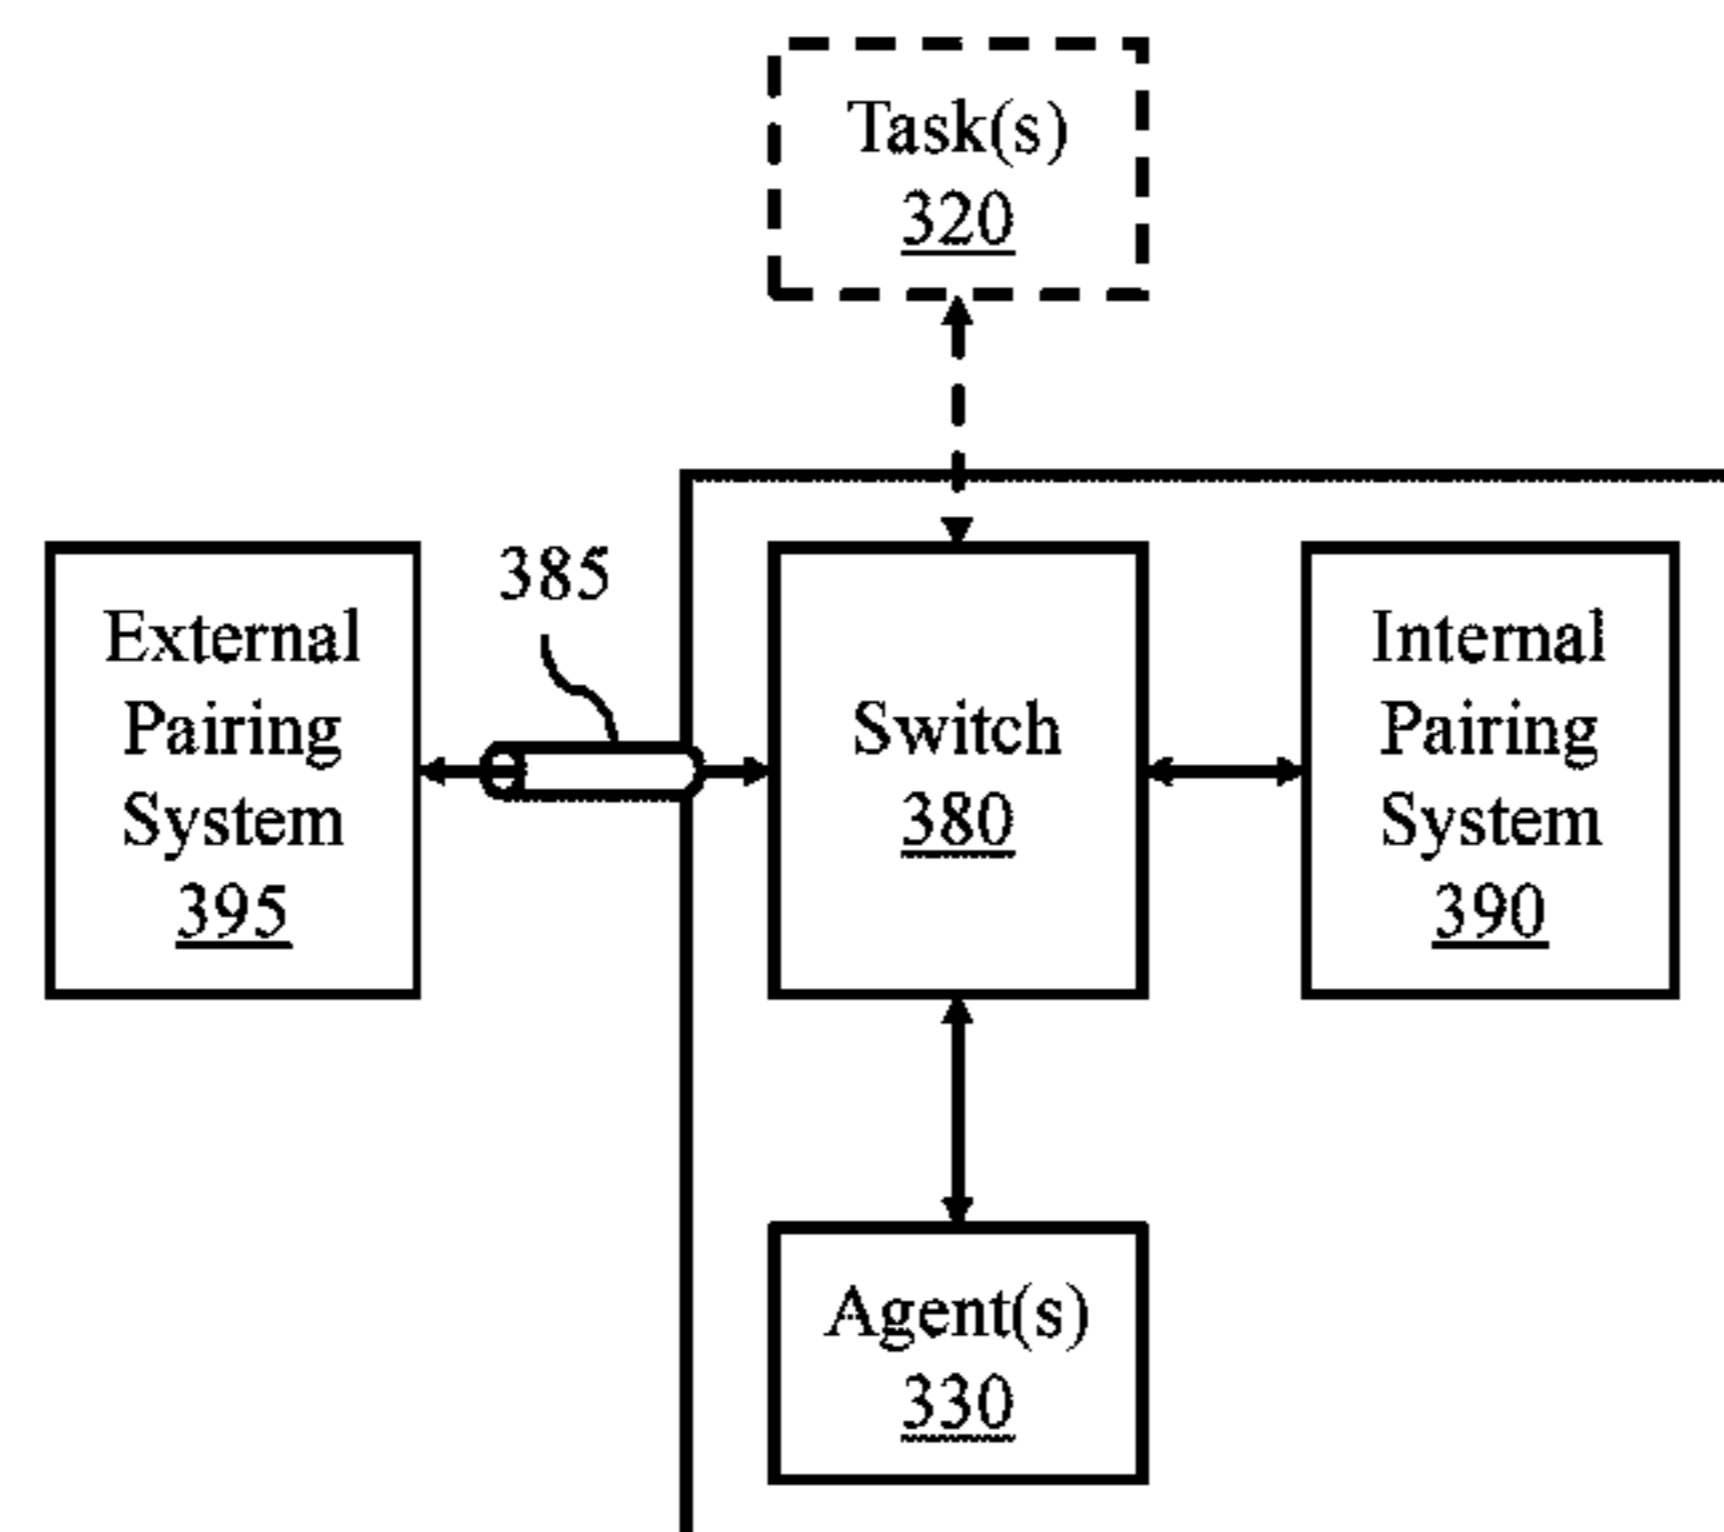 Task(s)
320
385
External
Pairing
System
395
Switch
380
Internal
Pairing
System
390
Agent(s)
330